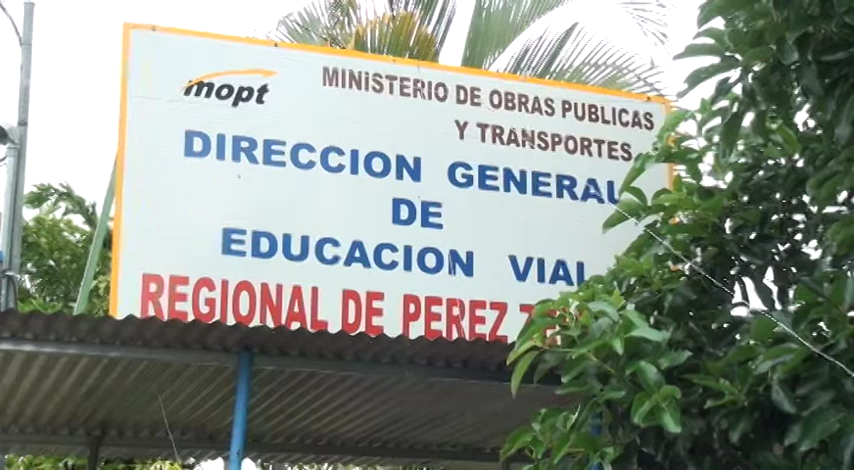 mopt
MINISTERIO DE OBRAS PUBLICAS
Y TRANSPORTES
DIRECCION GENERAL
DE
EDUCACION VIAL
REGIONAL DE PEREZ